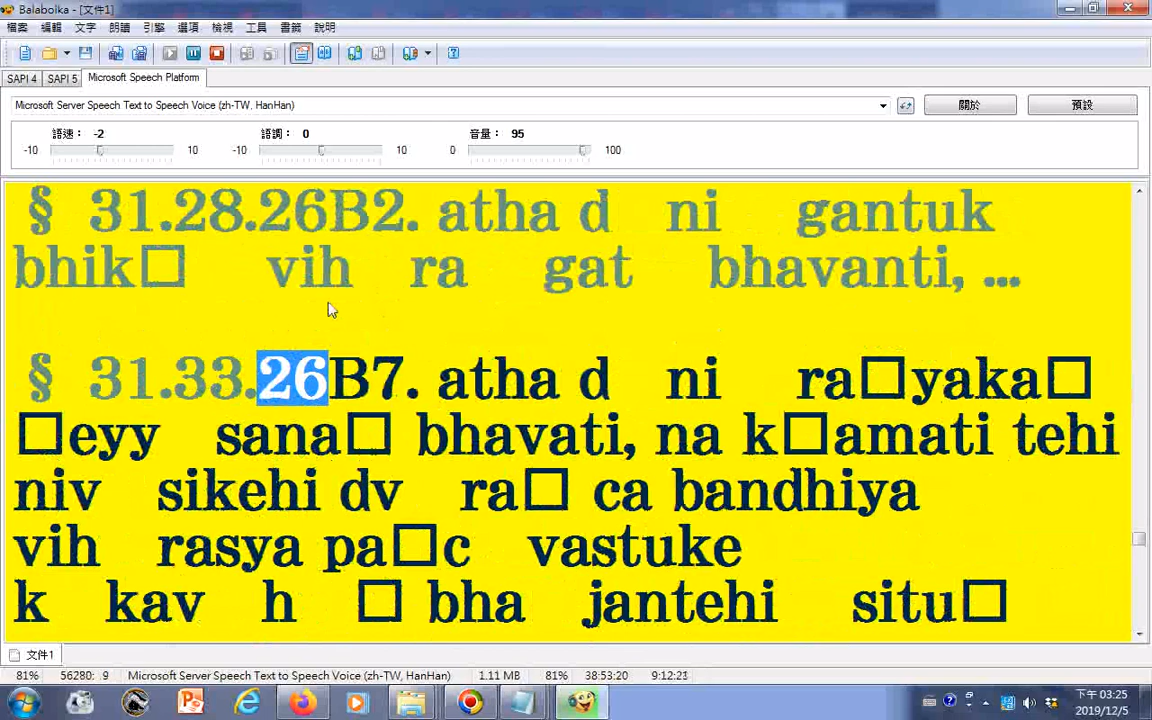 Balabolka - [文件1]
檔案 編輯 文字 朗讀 引擎 選項 檢視 工具 書籤 說明
SAPI 4 SAPI 5 Microsoft Speech Platform
Microsoft Server Speech Text to Speech Voice (zh-TW, HanHan) 關於 預設
語速： -2 語調： 0 音量： 95
-10 10 -10 10 0 100
§ 31.28.26B2. atha d ni gantuk
bhik□ vih ra gat bhavanti, ...
§ 31.33.26B7. atha d ni ra□yaka□
□eyy sana□ bhavati, na k□amati tehi
niv sikehi dv ra□ ca bandhiya
vih rasya pa□c vastuke
k kav h □ bha jantehi situ□
文件1
81% 56280: 9 Microsoft Server Speech Text to Speech Voice (zh-TW, HanHan) 1.11 MB 81% 38:53:20 9:12:23
下午 03:25
2019/12/5